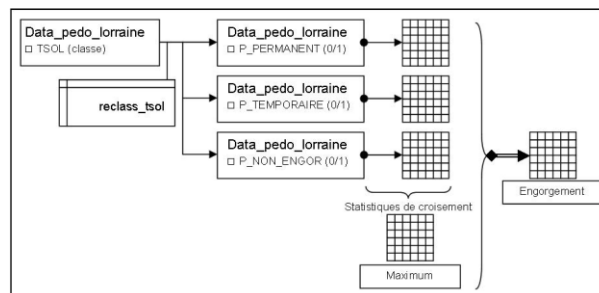 Data_pedo_lorraine
TSOL (classe)
reclass_tsol
Data_pedo_lorraine
P_PERMANENT (0/1)
Data_pedo_lorraine
P_TEMPORAIRE (0/1)
Data_pedo_lorraine
P_NON_ENGOR (0/1)
Statistiques de croisement
Maximum
Engorgement